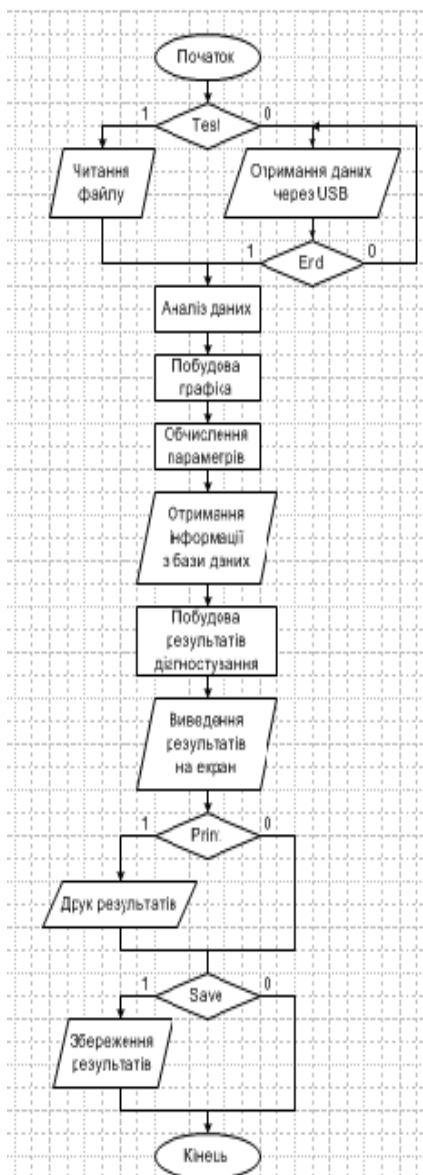 Початок
1
0
Test
Читання
файлу
Отримання даних
через USB
1
0
End
Аналіз даних
Побудова
графіка
Обчислення
параметрів
Отримання
інформації
з бази даних
Побудова
результатів
дігностування
Виведення
результатів
на екран
1
0
Print
Друк результатів
1
0
Save
Збереження
результатів
Кінець